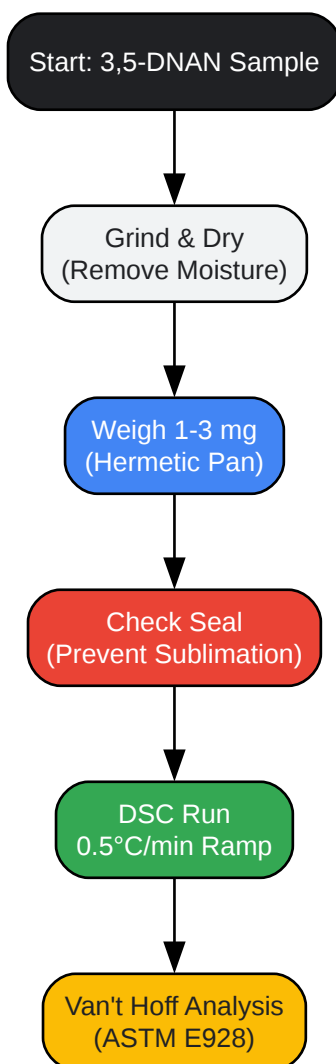 Start: 3,5-DNAN Sample
Grind & Dry
(Remove Moisture)
Weigh 1-3 mg
(Hermetic Pan)
Check Seal
(Prevent Sublimation)
DSC Run
0.5°C/min Ramp
Van't Hoff Analysis
(ASTM E928)